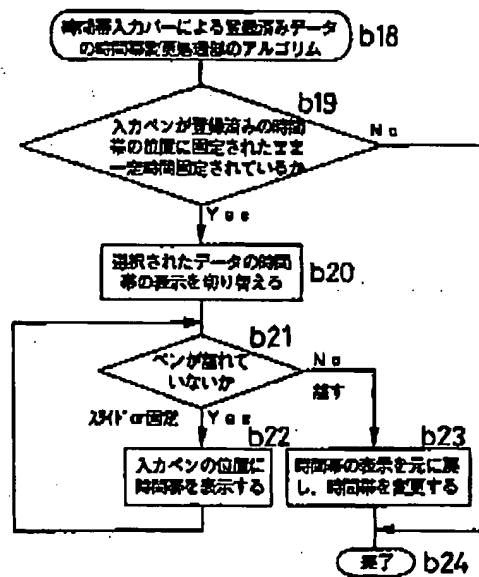 時間帯入力バーによる登録済みデータ
の時間帯変更処理部のアルゴリム
b18
b19
入力ペンが登録済みの時間
帯の位置に固定されたまま
一定時間固定されているか
No
Yes
選択されたデータの時間
帯の表示を切り替える
b20
b21
ペンが離れて
いないか
No
離す
スライドor固定
Yes
b22
入力ペンの位置に
時間帯を表示する
b23
時間帯の表示を元に戻
し、時間帯を変更する
終了
b24